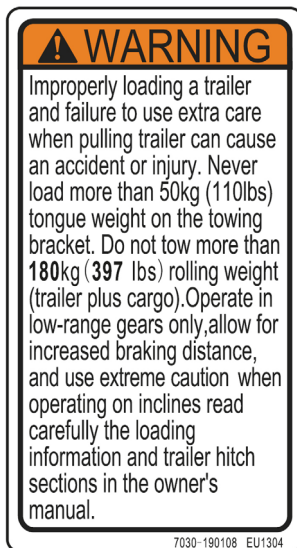 WARNING
Improperly loading a trailer
and failure to use extra care
when pulling trailer can cause
an accident or injury. Never
load more than 50kg (110lbs)
tongue weight on the towing
bracket. Do not tow more than
180kg(397 lbs) rolling weight
(trailer plus cargo).Operate in
low-range gears only,allow for
increased braking distance,
and use extreme caution when
operating on inclines read
carefully the loading
information and trailer hitch
sections in the owner's
manual.
7030-190108 EU1304